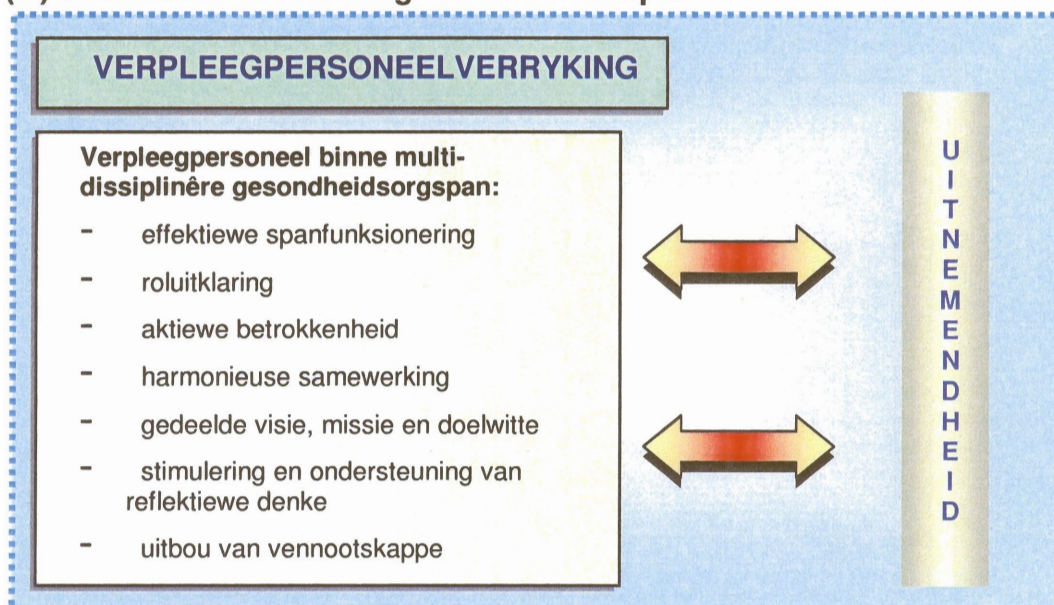 VERPLEEGPERSONEELVERRYKING
Verpleegpersoneel binne multi-
dissiplinêre gesondheidsorgspan:
- effektiewe spanfunksionering
- roluitklaring
- aktiewe betrokkenheid
- harmonieuse samewerking
- gedeelde visie, missie en doelwitte
- stimulering en ondersteuning van
reflektiewe denke
- uitbou van vennootskappe
UITNEMENDHEID